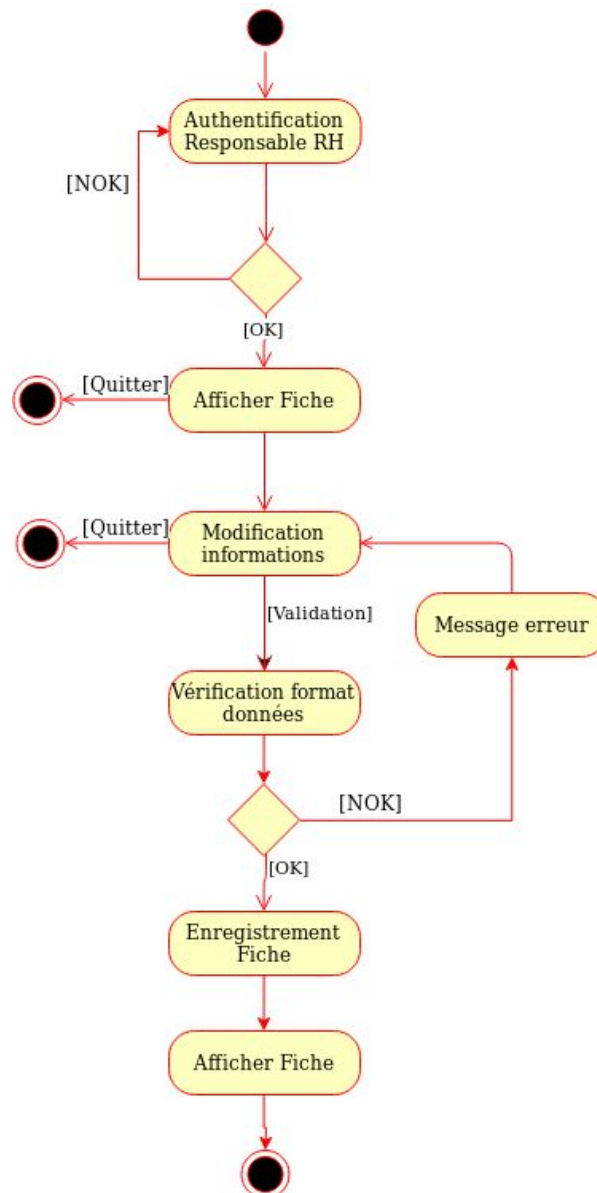 Authentification
Responsable RH
[NOK]
[OK]
[Quitter]
Afficher Fiche
[Quitter]
Modification
informations
[Validation]
Message erreur
Vérification format
données
[NOK]
[OK]
Enregistrement
Fiche
Afficher Fiche